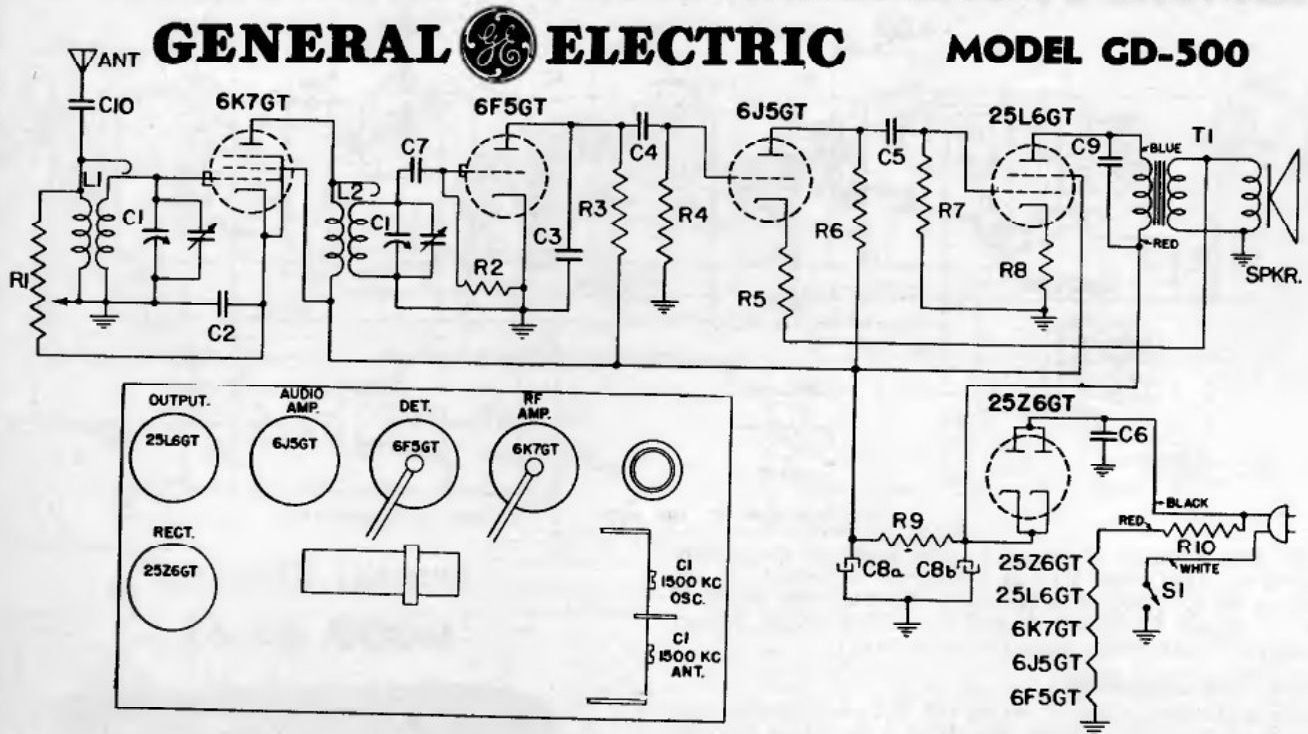 GENERAL GE ELECTRIC
MODEL GD-500
ANT
C10
6K7GT
6F5GT
6J5GT
25L6GT
L1
C1
R1
C2
L2
C7
C1
R2
C3
R3
C4
R4
R5
R6
C5
R7
R8
C9
BLUE
RED
T1
SPKR.
OUTPUT.
25L6GT
AUDIO
AMP.
6J5GT
DET.
6F5GT
RF
AMP.
6K7GT
RECT.
25Z6GT
C1
1500 KC
OSC.
C1
1500 KC
ANT.
25Z6GT
C6
BLACK
RED
R10
WHITE
S1
R9
C8a
C8b
25Z6GT
25L6GT
6K7GT
6J5GT
6F5GT